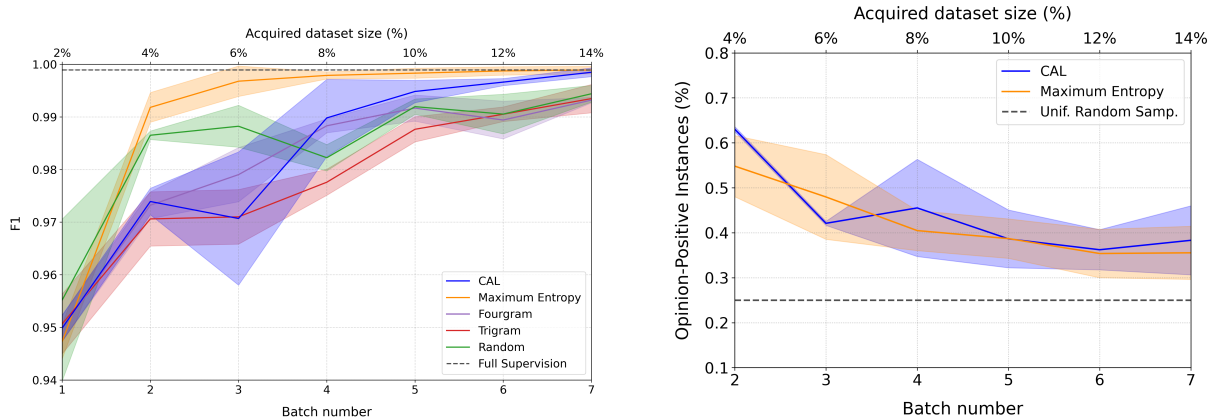 Acquired dataset size (%)
2% 4% 6% 8% 10% 12% 14%
1.00
0.99
0.98
0.97
0.96
0.95
0.94
F1
CAL
Maximum Entropy
Fourgram
Trigram
Random
Full Supervision
1 2 3 4 5 6 7
Batch number
Acquired dataset size (%)
4% 6% 8% 10% 12% 14%
0.8
0.7
0.6
0.5
0.4
0.3
0.2
0.1
Opinion-Positive Instances (%)
CAL
Maximum Entropy
Unif. Random Samp.
2 3 4 5 6 7
Batch number